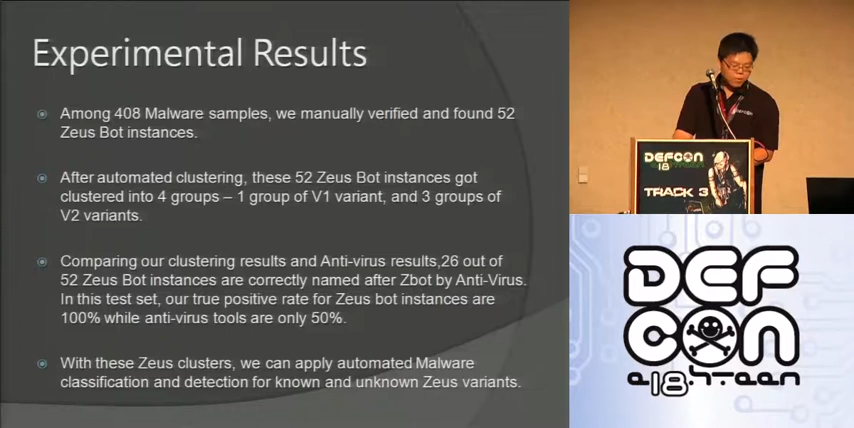 Experimental Results
Among 408 Malware samples, we manually verified and found 52
Zeus Bot instances.
After automated clustering, these 52 Zeus Bot instances got
clustered into 4 groups – 1 group of V1 variant, and 3 groups of
V2 variants.
Comparing our clustering results and Anti-virus results,26 out of
52 Zeus Bot instances are correctly named after Zbot by Anti-Virus.
In this test set, our true positive rate for Zeus bot instances are
100% while anti-virus tools are only 50%.
With these Zeus clusters, we can apply automated Malware
classification and detection for known and unknown Zeus variants.
DEFCON
e18hteen
TRACK 3
DEF
CON
e18hteen